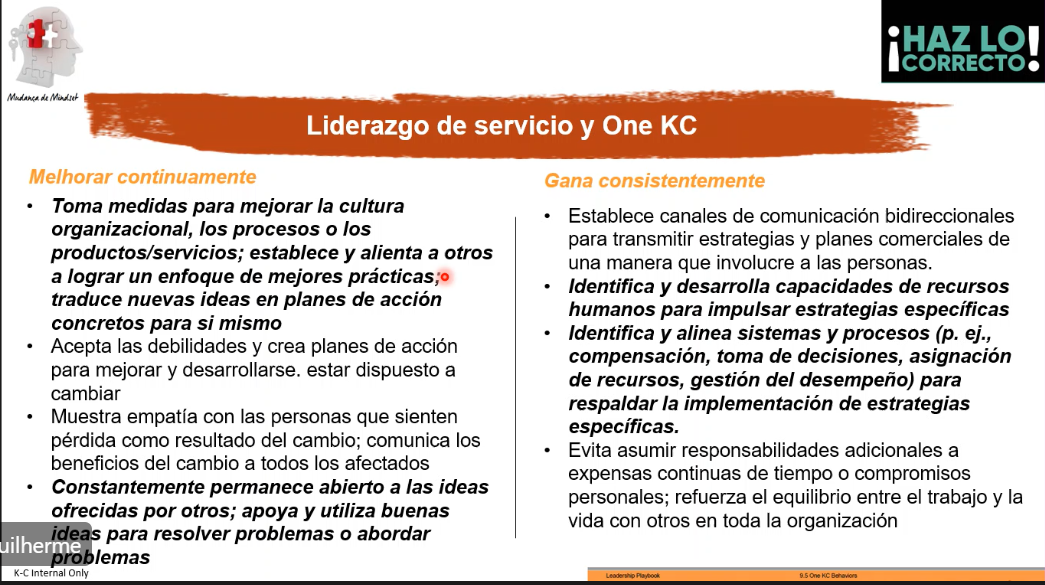 ¡HAZ LO
CORRECTO!
Mudança de Mindset
Liderazgo de servicio y One KC
Melhorar continuamente
• Toma medidas para mejorar la cultura
organizacional, los procesos o los
productos/servicios; establece y alienta a otros
a lograr un enfoque de mejores prácticas;
traduce nuevas ideas en planes de acción
concretos para si mismo
• Acepta las debilidades y crea planes de acción
para mejorar y desarrollarse. estar dispuesto a
cambiar
• Muestra empatía con las personas que sienten
pérdida como resultado del cambio; comunica los
beneficios del cambio a todos los afectados
• Constantemente permanece abierto a las ideas
ofrecidas por otros; apoya y utiliza buenas
ideas para resolver problemas o abordar
problemas
Gana consistentemente
• Establece canales de comunicación bidireccionales
para transmitir estrategias y planes comerciales de
una manera que involucre a las personas.
• Identifica y desarrolla capacidades de recursos
humanos para impulsar estrategias específicas
• Identifica y alinea sistemas y procesos (p. ej.,
compensación, toma de decisiones, asignación
de recursos, gestión del desempeño) para
respaldar la implementación de estrategias
específicas.
• Evita asumir responsabilidades adicionales a
expensas continuas de tiempo o compromisos
personales; refuerza el equilibrio entre el trabajo y la
vida con otros en toda la organización
uilherme
K-C Internal Only
Leadership Playbook
9.5 One KC Behaviors